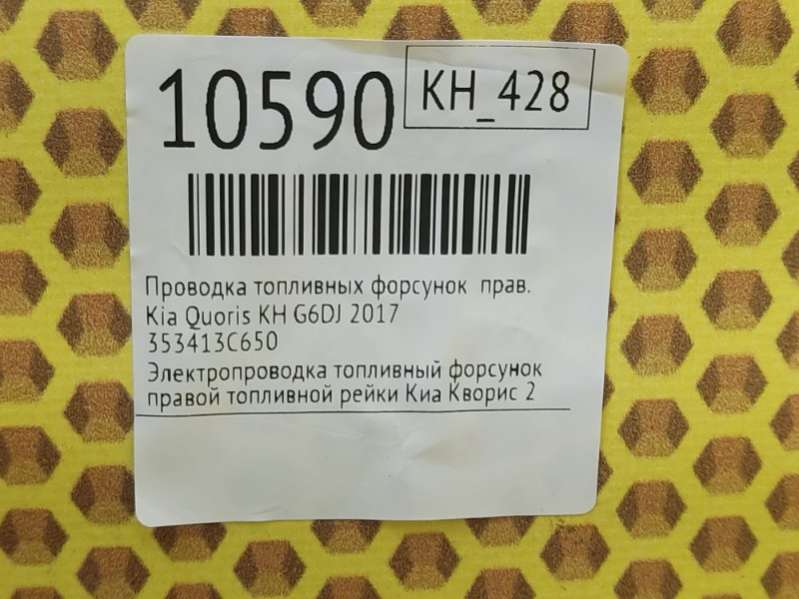 10590
KH_428
Проводка топливных форсунок прав.
Kia Quoris KH G6DJ 2017
353413C650
Электропроводка топливный форсунок
правой топливной рейки Киа Кворис 2